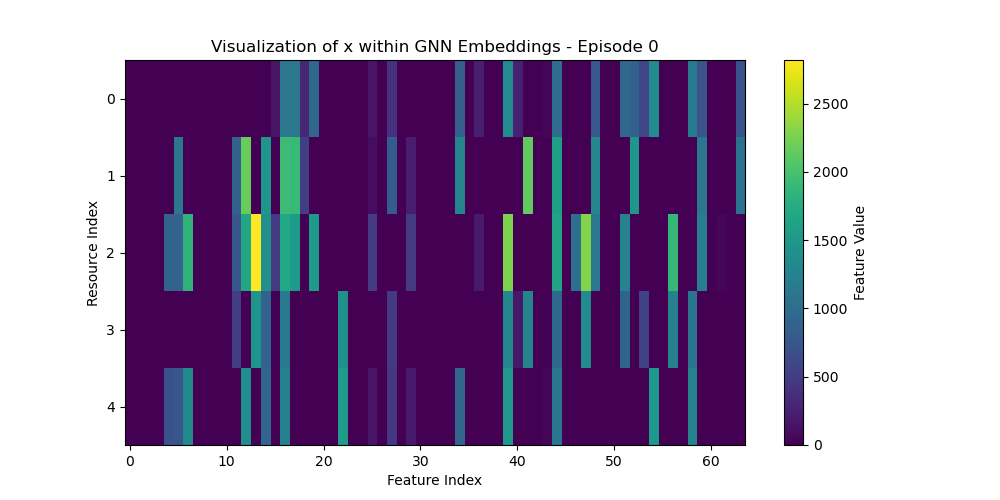 Visualization of x within GNN Embeddings - Episode 0
0
1
2
3
4
Resource Index
0 10 20 30 40 50 60
Feature Index
2500
2000
1500
1000
500
0
Feature Value